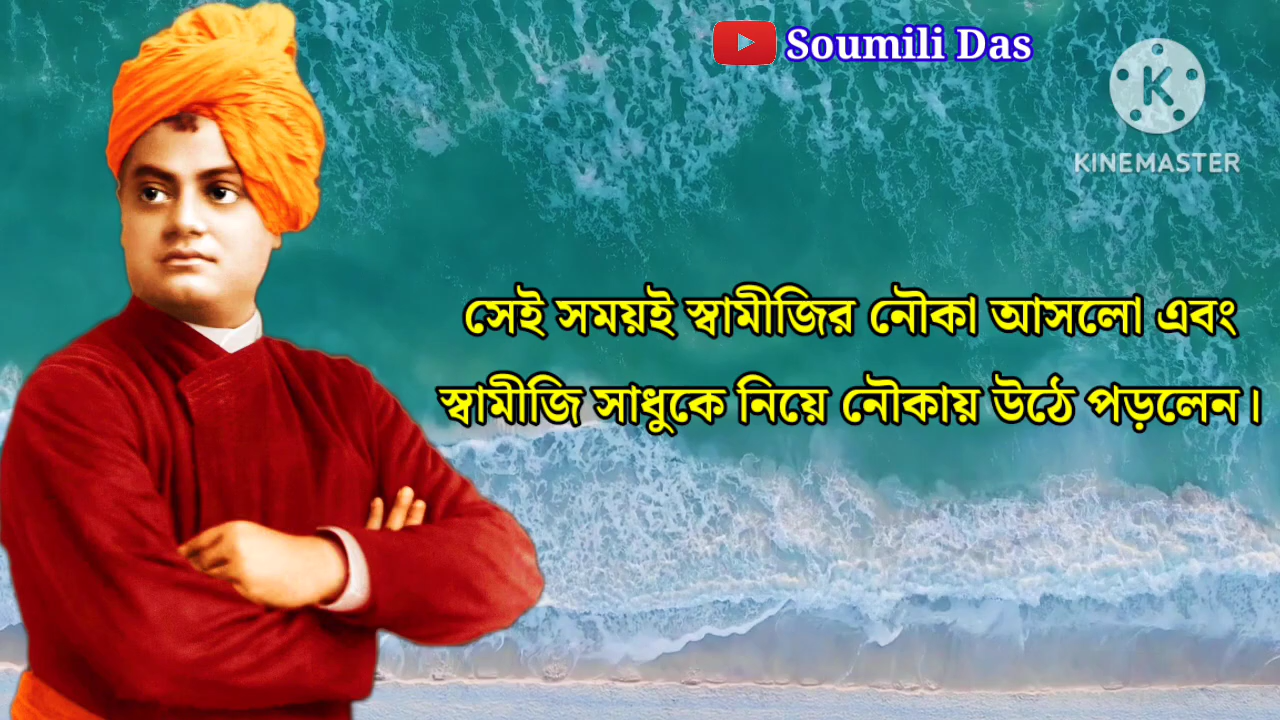 Soumili Das
K
KINEMASTER
সেই সময়ই স্বামীজির নৌকা আসলো এবং
স্বামীজি সাধুকে নিয়ে নৌকায় উঠে পড়লেন।